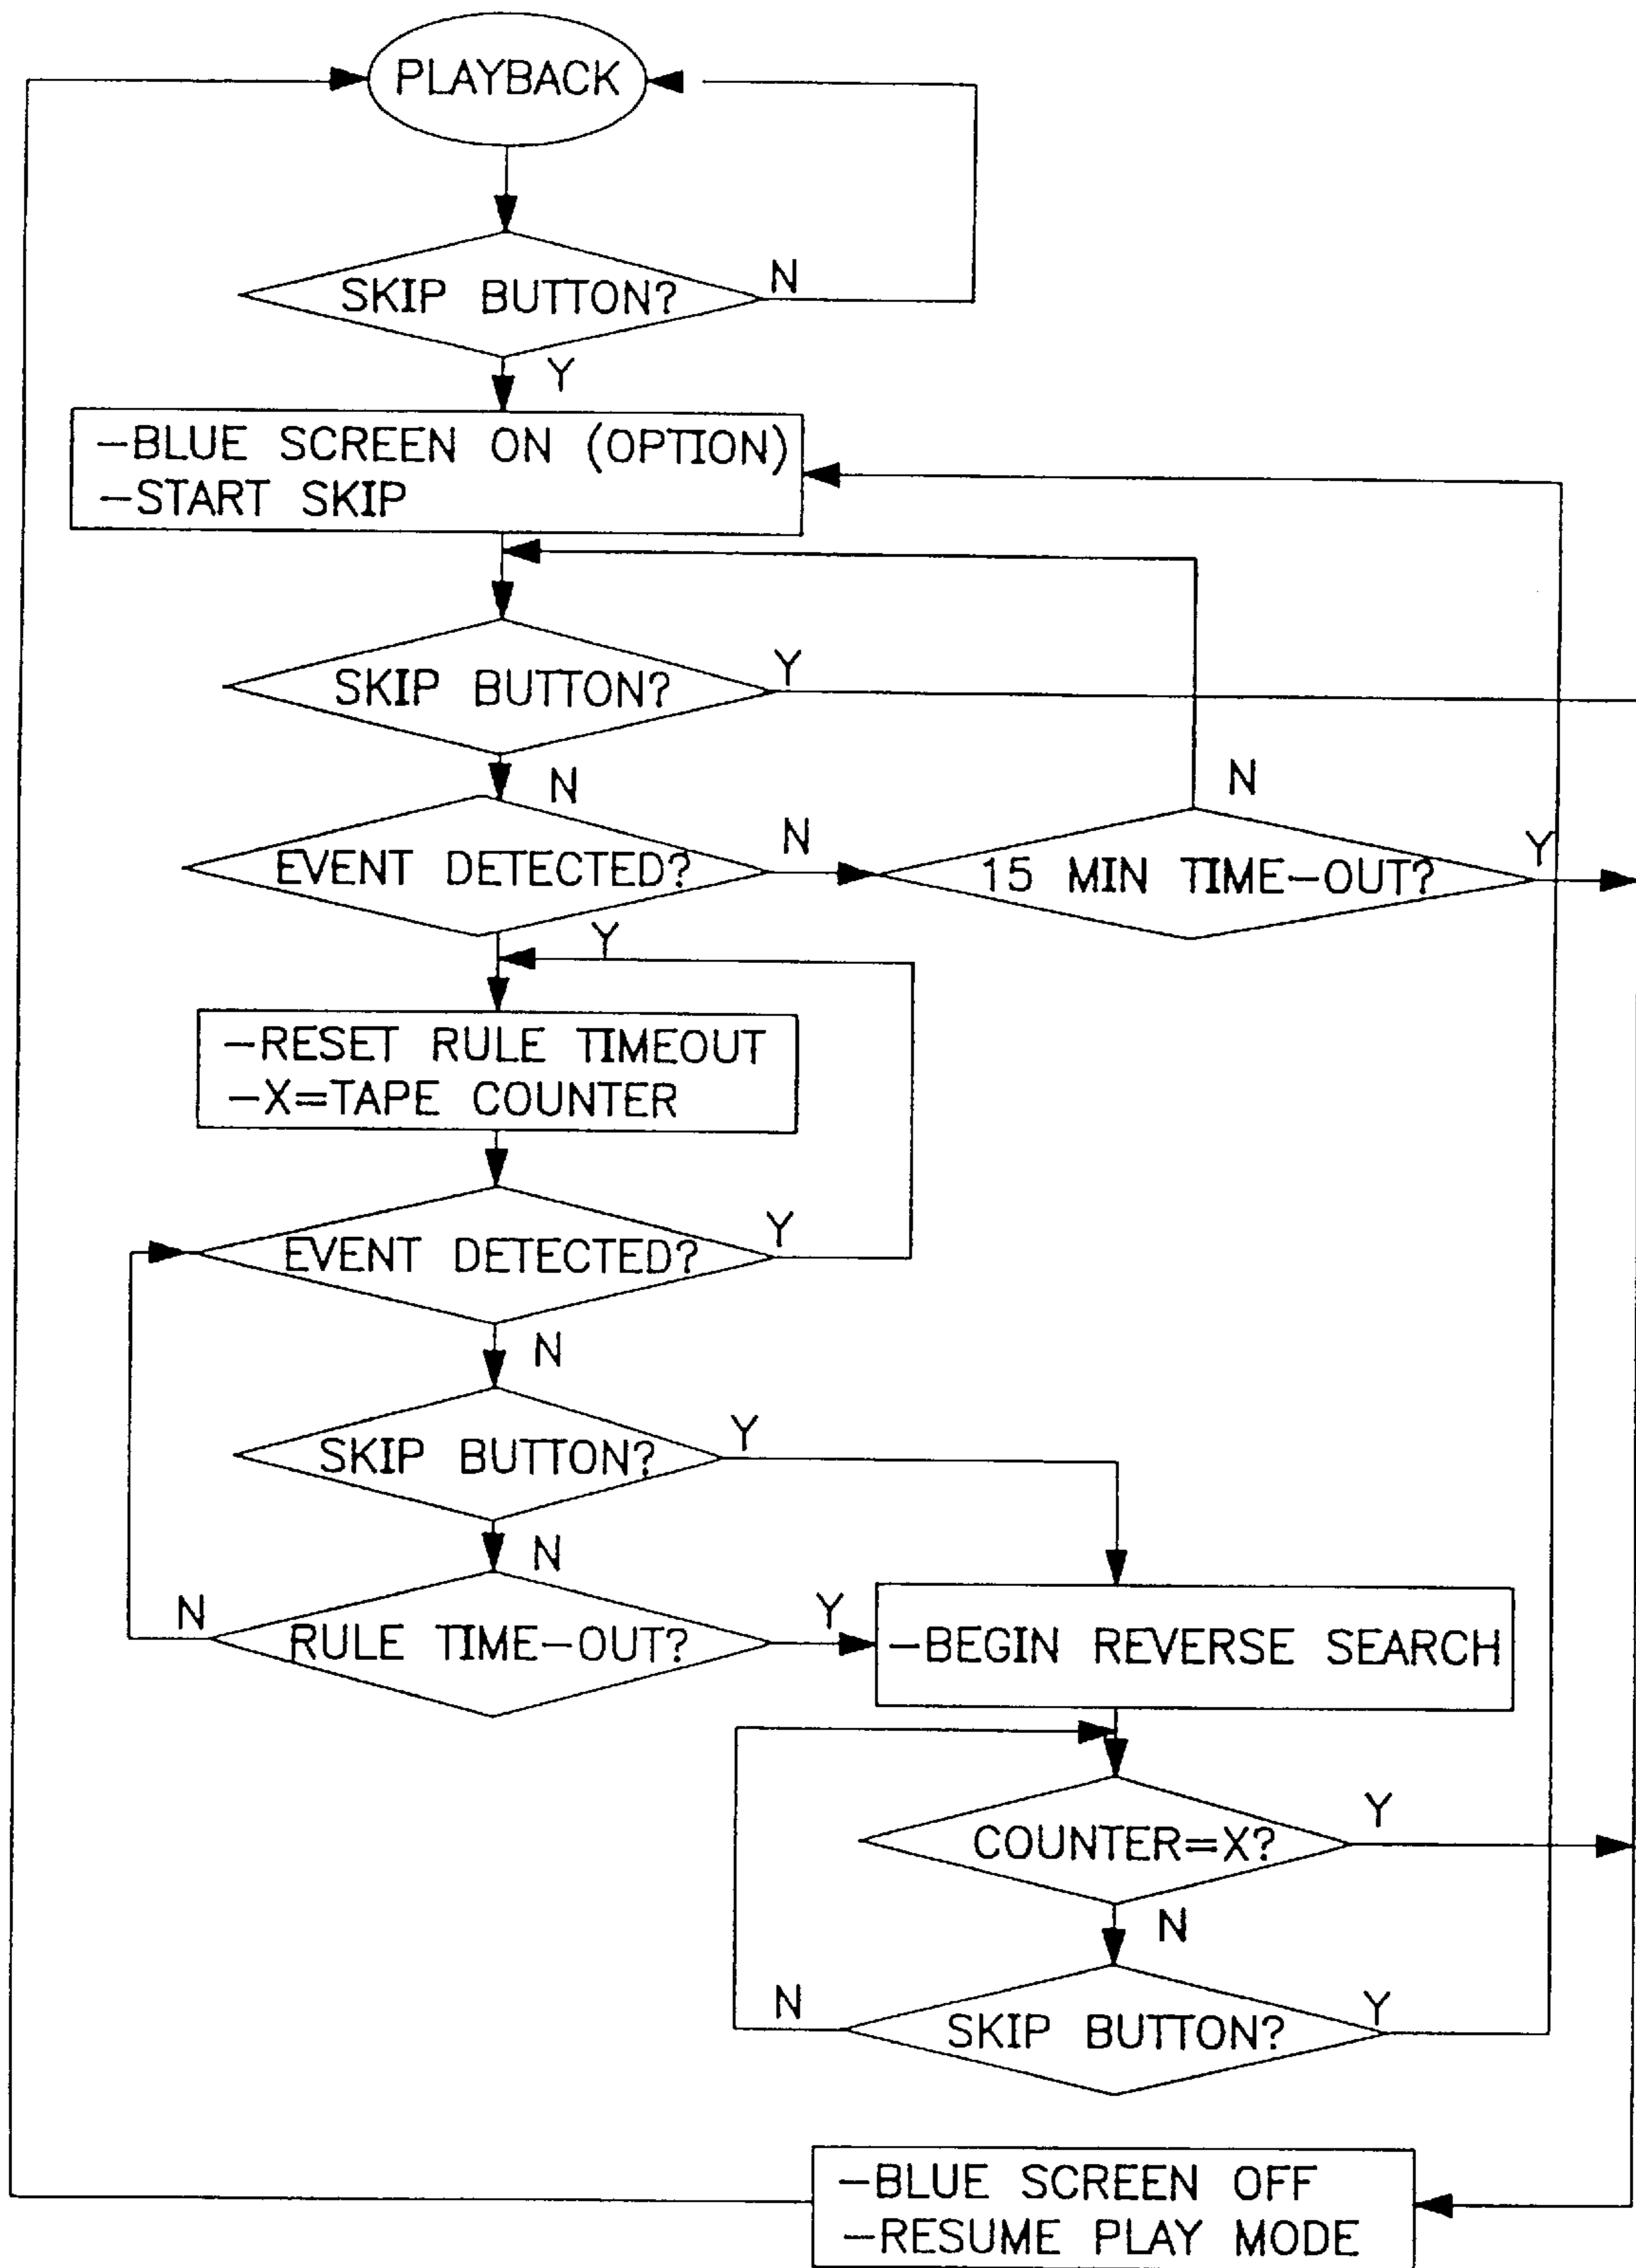 PLAYBACK
SKIP BUTTON?
N
Y
-BLUE SCREEN ON (OPTION)
-START SKIP
SKIP BUTTON?
Y
N
N
EVENT DETECTED?
N
15 MIN TIME-OUT?
Y
Y
-RESET RULE TIMEOUT
-X=TAPE COUNTER
EVENT DETECTED?
Y
N
SKIP BUTTON?
Y
N
N
RULE TIME-OUT?
Y
-BEGIN REVERSE SEARCH
COUNTER=X?
Y
N
N
SKIP BUTTON?
Y
-BLUE SCREEN OFF
-RESUME PLAY MODE